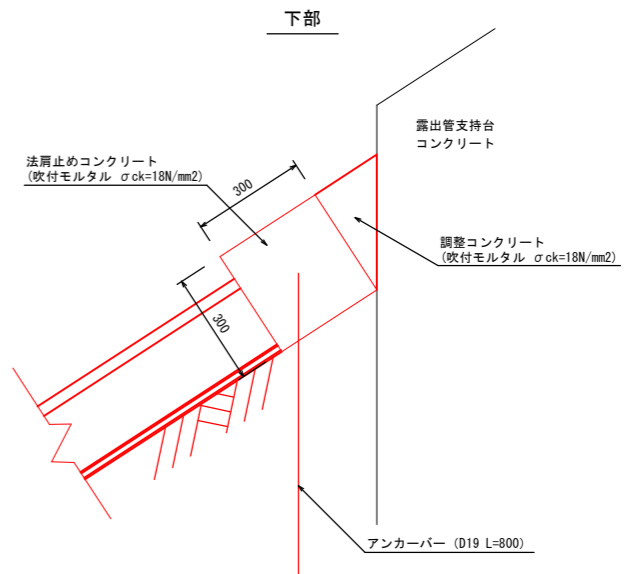 下部
露出管支持台
コンクリート
法肩止めコンクリート
(吹付モルタル σck=18N/mm2)
300
調整コンクリート
(吹付モルタル σck=18N/mm2)
300
アンカーバー (D19 L=800)